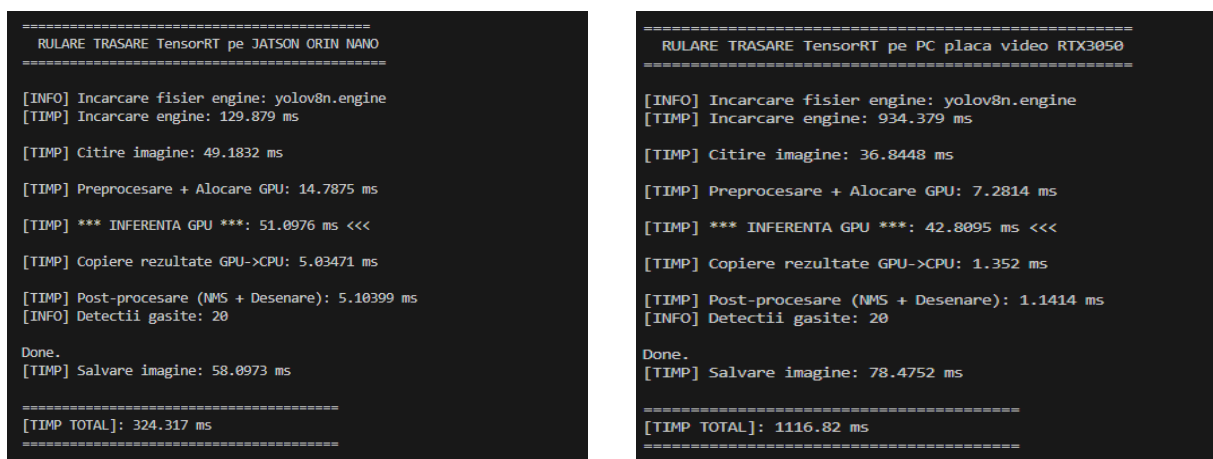 ============================================
RULARE TRASARE TensorRT pe JATSON ORIN NANO
==============================================
[INFO] Incarcare fisier engine: yolov8n.engine
[TIMP] Incarcare engine: 129.879 ms
[TIMP] Citire imagine: 49.1832 ms
[TIMP] Preprocesare + Alocare GPU: 14.7875 ms
[TIMP] *** INFERENTA GPU ***: 51.0976 ms <<<
[TIMP] Copiere rezultate GPU->CPU: 5.03471 ms
[TIMP] Post-procesare (NMS + Desenare): 5.10399 ms
[INFO] Detectii gasite: 20
Done.
[TIMP] Salvare imagine: 58.0973 ms
========================================
[TIMP TOTAL]: 324.317 ms
========================================
====================================================
RULARE TRASARE TensorRT pe PC placa video RTX3050
====================================================
[INFO] Incarcare fisier engine: yolov8n.engine
[TIMP] Incarcare engine: 934.379 ms
[TIMP] Citire imagine: 36.8448 ms
[TIMP] Preprocesare + Alocare GPU: 7.2814 ms
[TIMP] *** INFERENTA GPU ***: 42.8095 ms <<<
[TIMP] Copiere rezultate GPU->CPU: 1.352 ms
[TIMP] Post-procesare (NMS + Desenare): 1.1414 ms
[INFO] Detectii gasite: 20
Done.
[TIMP] Salvare imagine: 78.4752 ms
========================================
[TIMP TOTAL]: 1116.82 ms
========================================